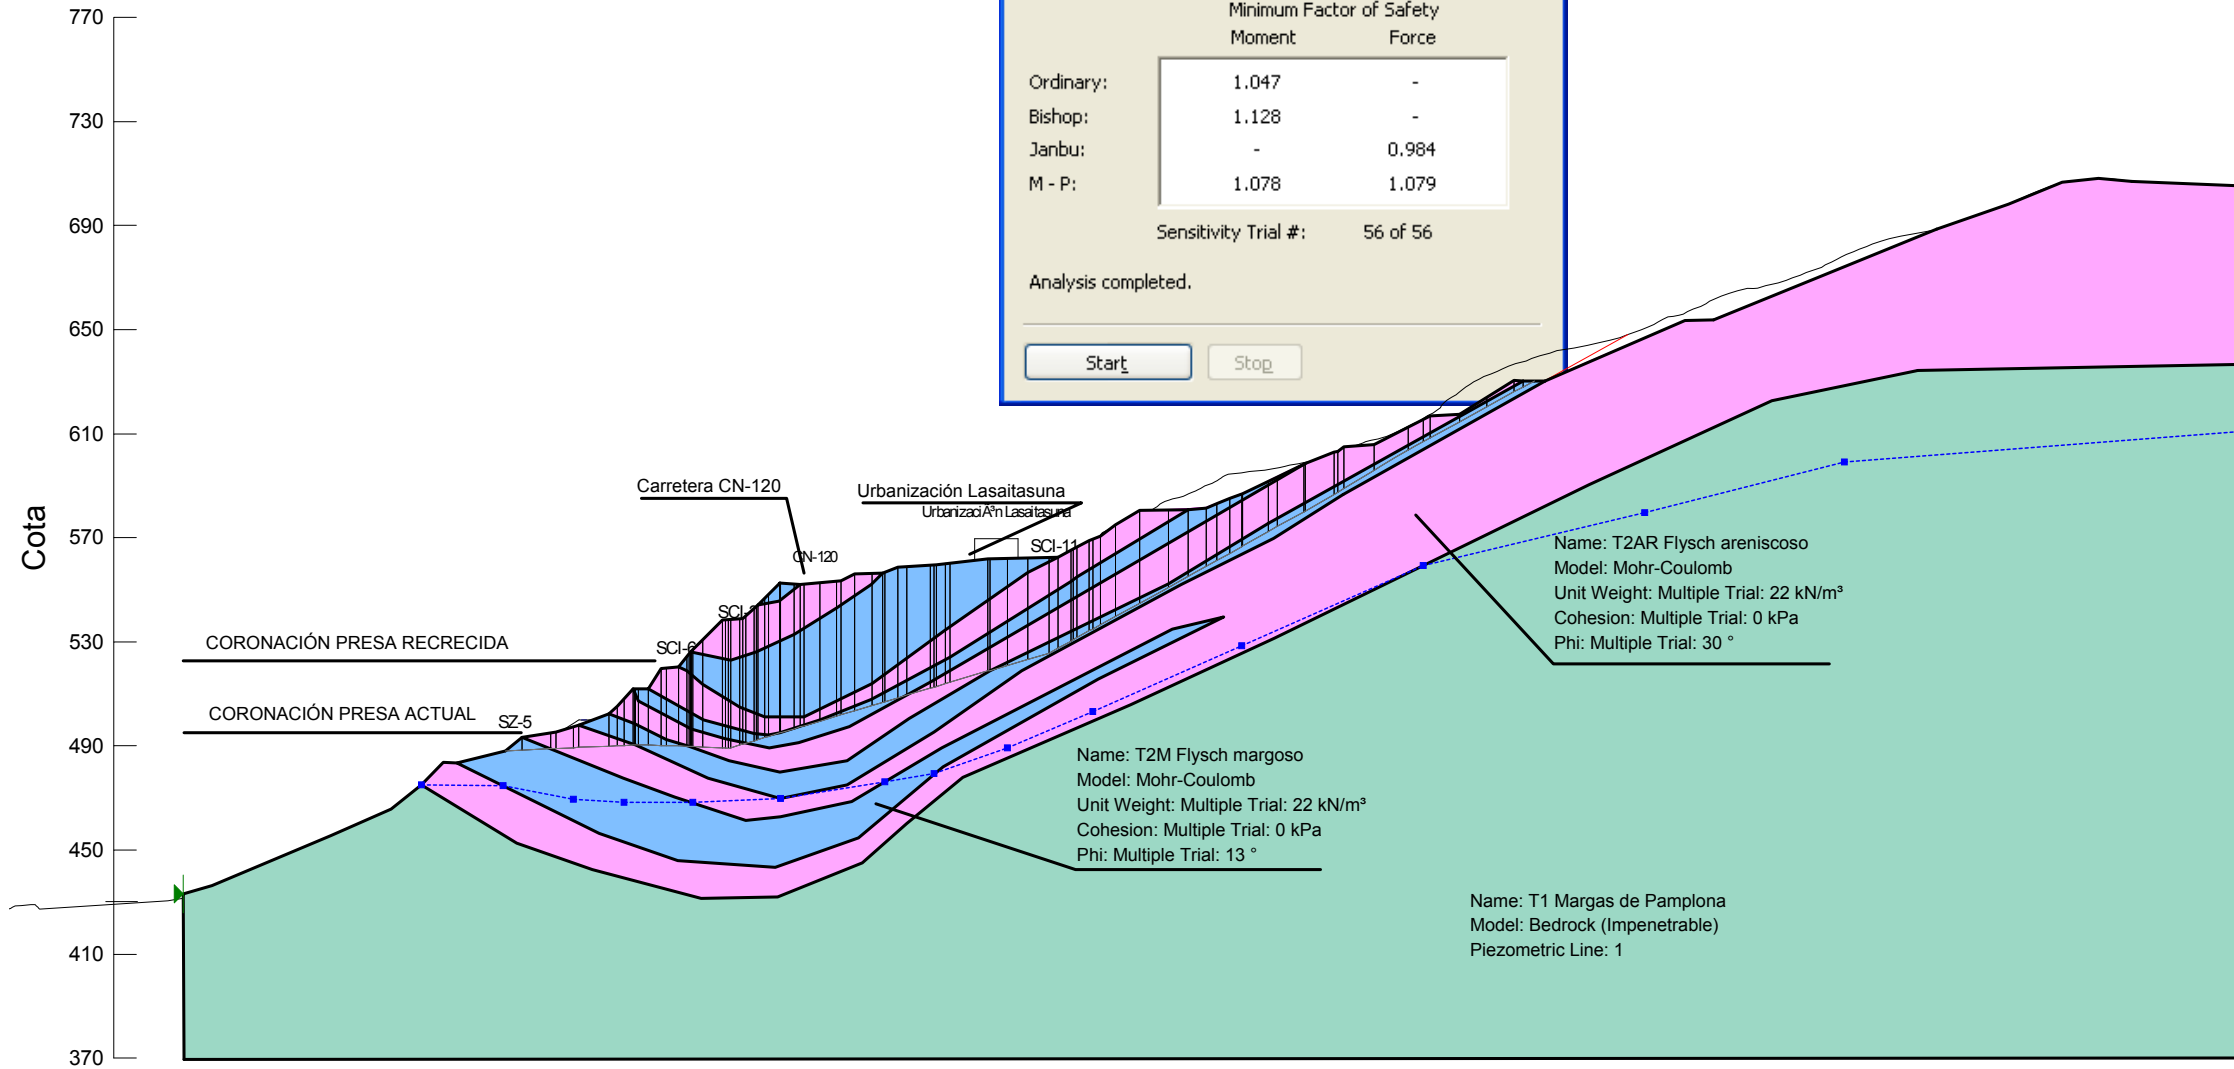 Minimum Factor of Safety
Moment Force
Ordinary: 1.047 -
Bishop: 1.128 -
Janbu: - 0.984
M - P: 1.078 1.079
Sensitivity Trial #: 56 of 56
Analysis completed.
Start Stop
770
730
690
650
610
570
530
490
450
410
370
Cota
Carretera CN-120
CN-120
Urbanización Lasaitasuna
UrbanizaciÃ³n Lasaitasuna
SCI-11
SCI-
SCI-6
CORONACIÓN PRESA RECRECIDA
CORONACIÓN PRESA ACTUAL
SZ-5
Name: T2AR Flysch areniscoso
Model: Mohr-Coulomb
Unit Weight: Multiple Trial: 22 kN/m³
Cohesion: Multiple Trial: 0 kPa
Phi: Multiple Trial: 30 °
Name: T2M Flysch margoso
Model: Mohr-Coulomb
Unit Weight: Multiple Trial: 22 kN/m³
Cohesion: Multiple Trial: 0 kPa
Phi: Multiple Trial: 13 °
Name: T1 Margas de Pamplona
Model: Bedrock (Impenetrable)
Piezometric Line: 1